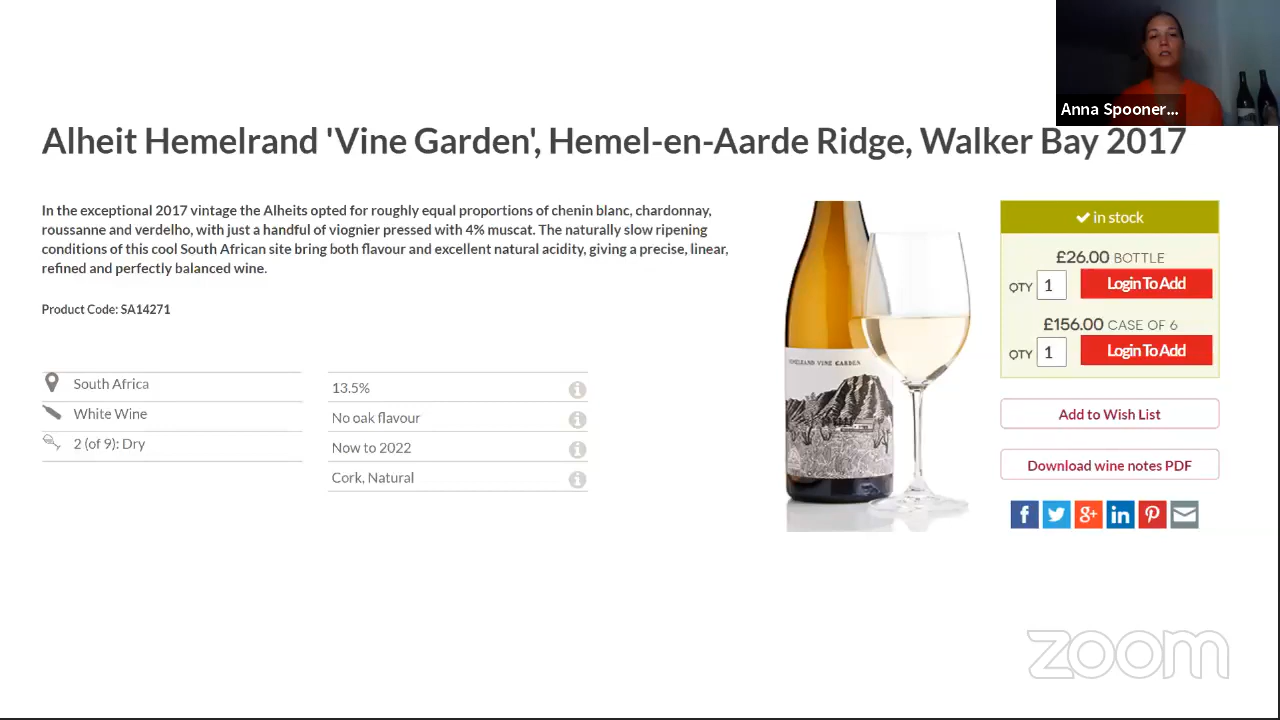 Anna Spooner...
Alheit Hemelrand 'Vine Garden', Hemel-en-Aarde Ridge, Walker Bay 2017
In the exceptional 2017 vintage the Alheits opted for roughly equal proportions of chenin blanc, chardonnay,
roussanne and verdelho, with just a handful of viognier pressed with 4% muscat. The naturally slow ripening
conditions of this cool South African site bring both flavour and excellent natural acidity, giving a precise, linear,
refined and perfectly balanced wine.
Product Code: SA14271
South Africa
White Wine
2 (of 9): Dry
13.5%
No oak flavour
Now to 2022
Cork, Natural
HEMELRAND VINE GARDEN
in stock
£26.00 BOTTLE
QTY 1 Login To Add
£156.00 CASE OF 6
QTY 1 Login To Add
Add to Wish List
Download wine notes PDF
zoom